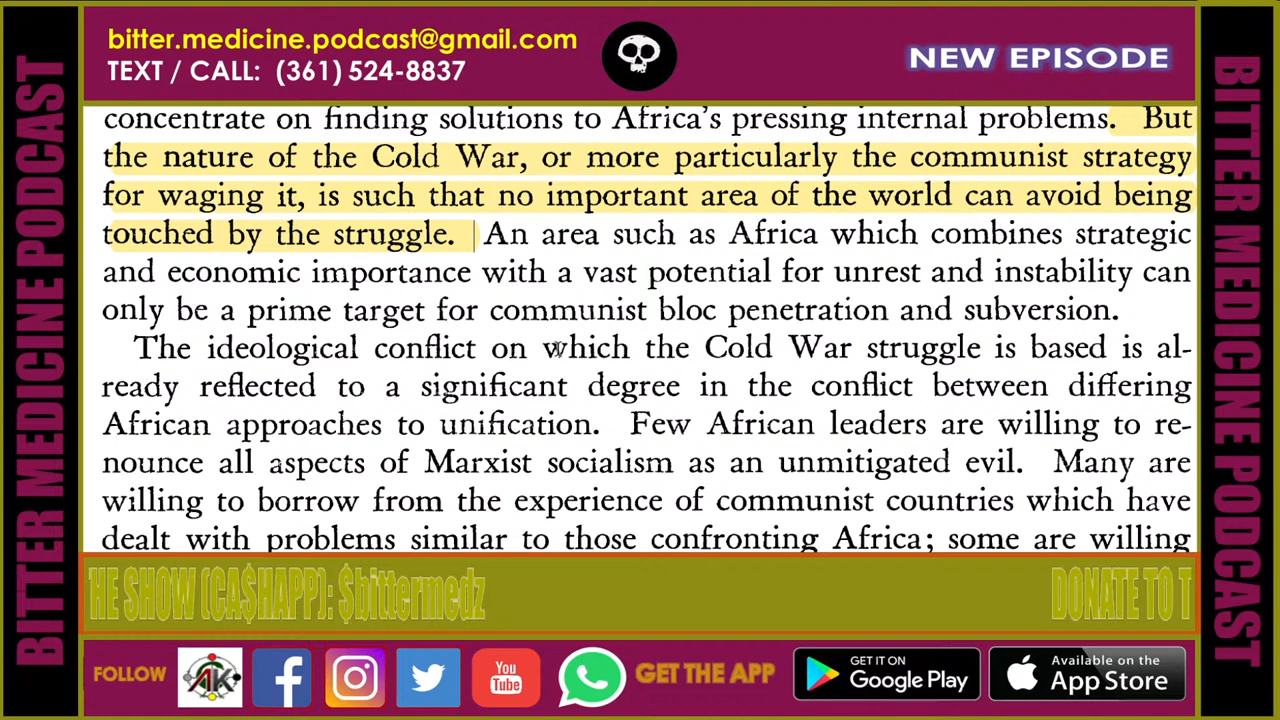 bitter.medicine.podcast@gmail.com
TEXT / CALL: (361) 524-8837
NEW EPISODE
BITTER MEDICINE PODCAST
concentrate on finding solutions to Africa's pressing internal problems. But
the nature of the Cold War, or more particularly the communist strategy
for waging it, is such that no important area of the world can avoid being
touched by the struggle. An area such as Africa which combines strategic
and economic importance with a vast potential for unrest and instability can
only be a prime target for communist bloc penetration and subversion.
The ideological conflict on which the Cold War struggle is based is al-
ready reflected to a significant degree in the conflict between differing
African approaches to unification. Few African leaders are willing to re-
nounce all aspects of Marxist socialism as an unmitigated evil. Many are
willing to borrow from the experience of communist countries which have
dealt with problems similar to those confronting Africa; some are willing
BITTER MEDICINE PODCAST
HE SHOW (CA$HAPP): $bittermedz
DONATE TO T
FOLLOW
ATK
You
Tube
GET THE APP
GET IT ON
Google Play
Available on the
App Store